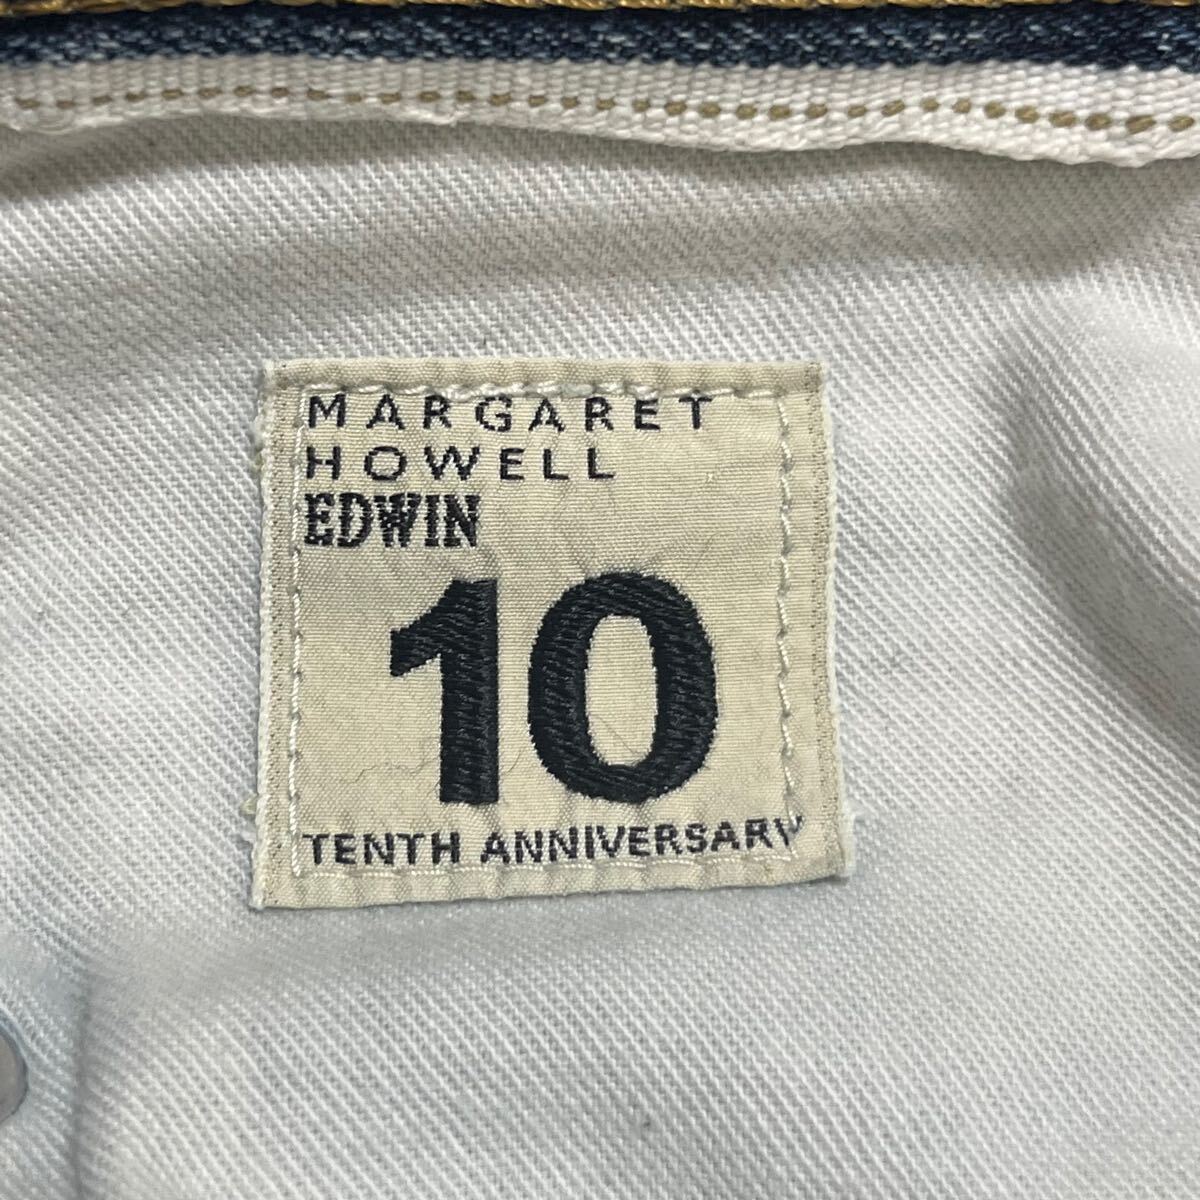 MARGARET
HOWELL
EDWIN
10
TENTH ANNIVERSARY